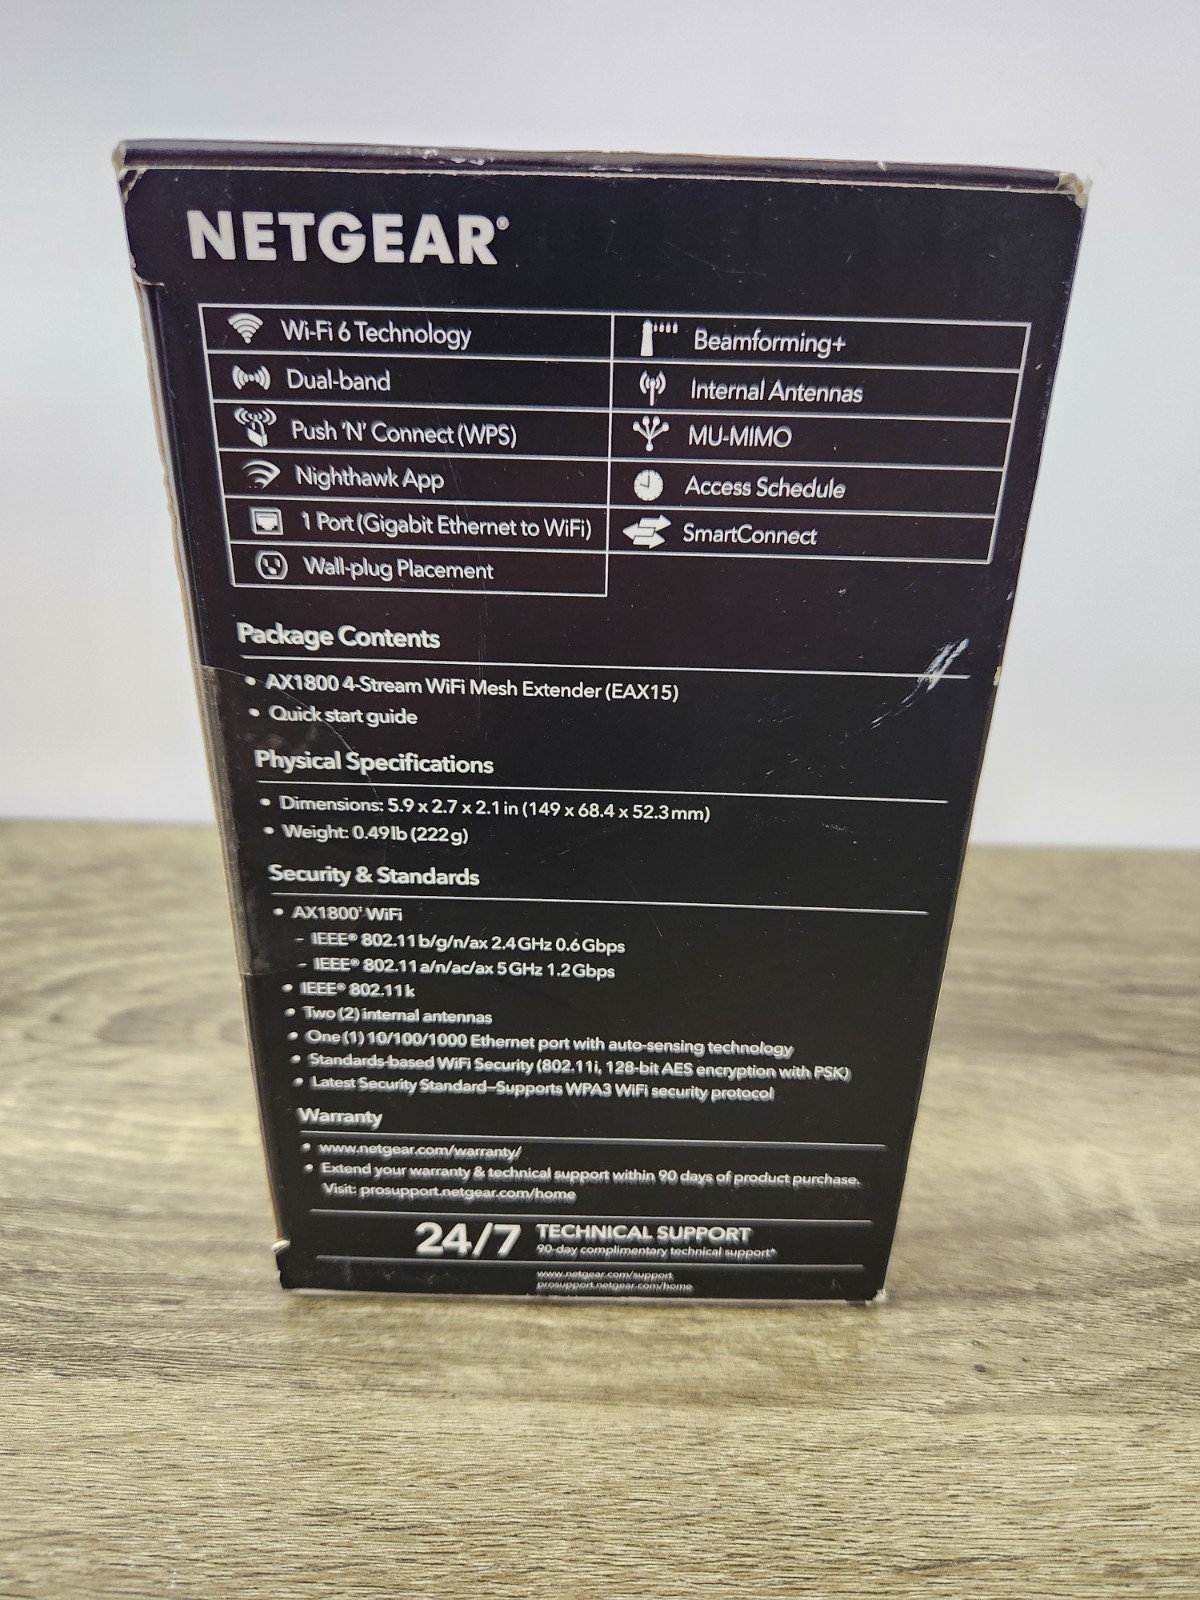 NETGEAR®
Wi-Fi 6 Technology
Dual-band
Push 'N' Connect (WPS)
Nighthawk App
1 Port (Gigabit Ethernet to WiFi)
Wall-plug Placement
Beamforming+
Internal Antennas
MU-MIMO
Access Schedule
SmartConnect
Package Contents
• AX1800 4-Stream WiFi Mesh Extender (EAX15)
• Quick start guide
Physical Specifications
• Dimensions: 5.9 x 2.7 x 2.1 in (149 x 68.4 x 52.3 mm)
• Weight: 0.49 lb (222 g)
Security & Standards
• AX1800† WiFi
– IEEE® 802.11 b/g/n/ax 2.4GHz 0.6Gbps
– IEEE® 802.11 a/n/ac/ax 5GHz 1.2Gbps
• IEEE® 802.11k
• Two (2) internal antennas
• One (1) 10/100/1000 Ethernet port with auto-sensing technology
• Standards-based WiFi Security (802.11i, 128-bit AES encryption with PSK)
• Latest Security Standard–Supports WPA3 WiFi security protocol
Warranty
• www.netgear.com/warranty/
• Extend your warranty & technical support within 90 days of product purchase.
Visit: prosupport.netgear.com/home
24/7 TECHNICAL SUPPORT
90-day complimentary technical support*
www.netgear.com/support
prosupport.netgear.com/home